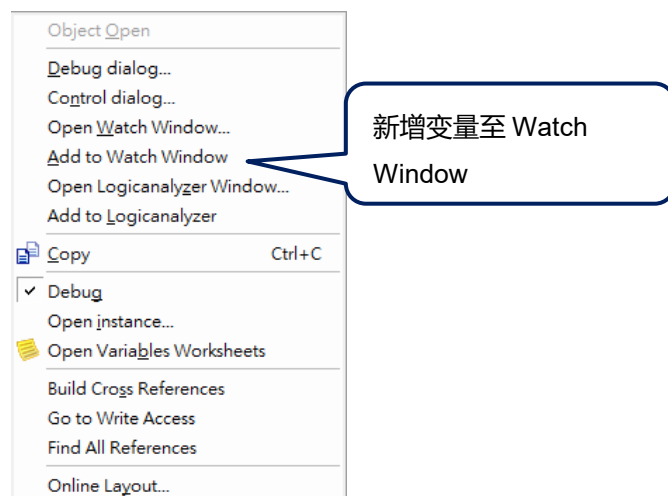 Object Open
Debug dialog...
Control dialog...
Open Watch Window...
Add to Watch Window
Open Logicanalyzer Window...
Add to Logicanalyzer
Copy Ctrl+C
Debug
Open instance...
Open Variables Worksheets
Build Cross References
Go to Write Access
Find All References
Online Layout...
新增变量至 Watch
Window